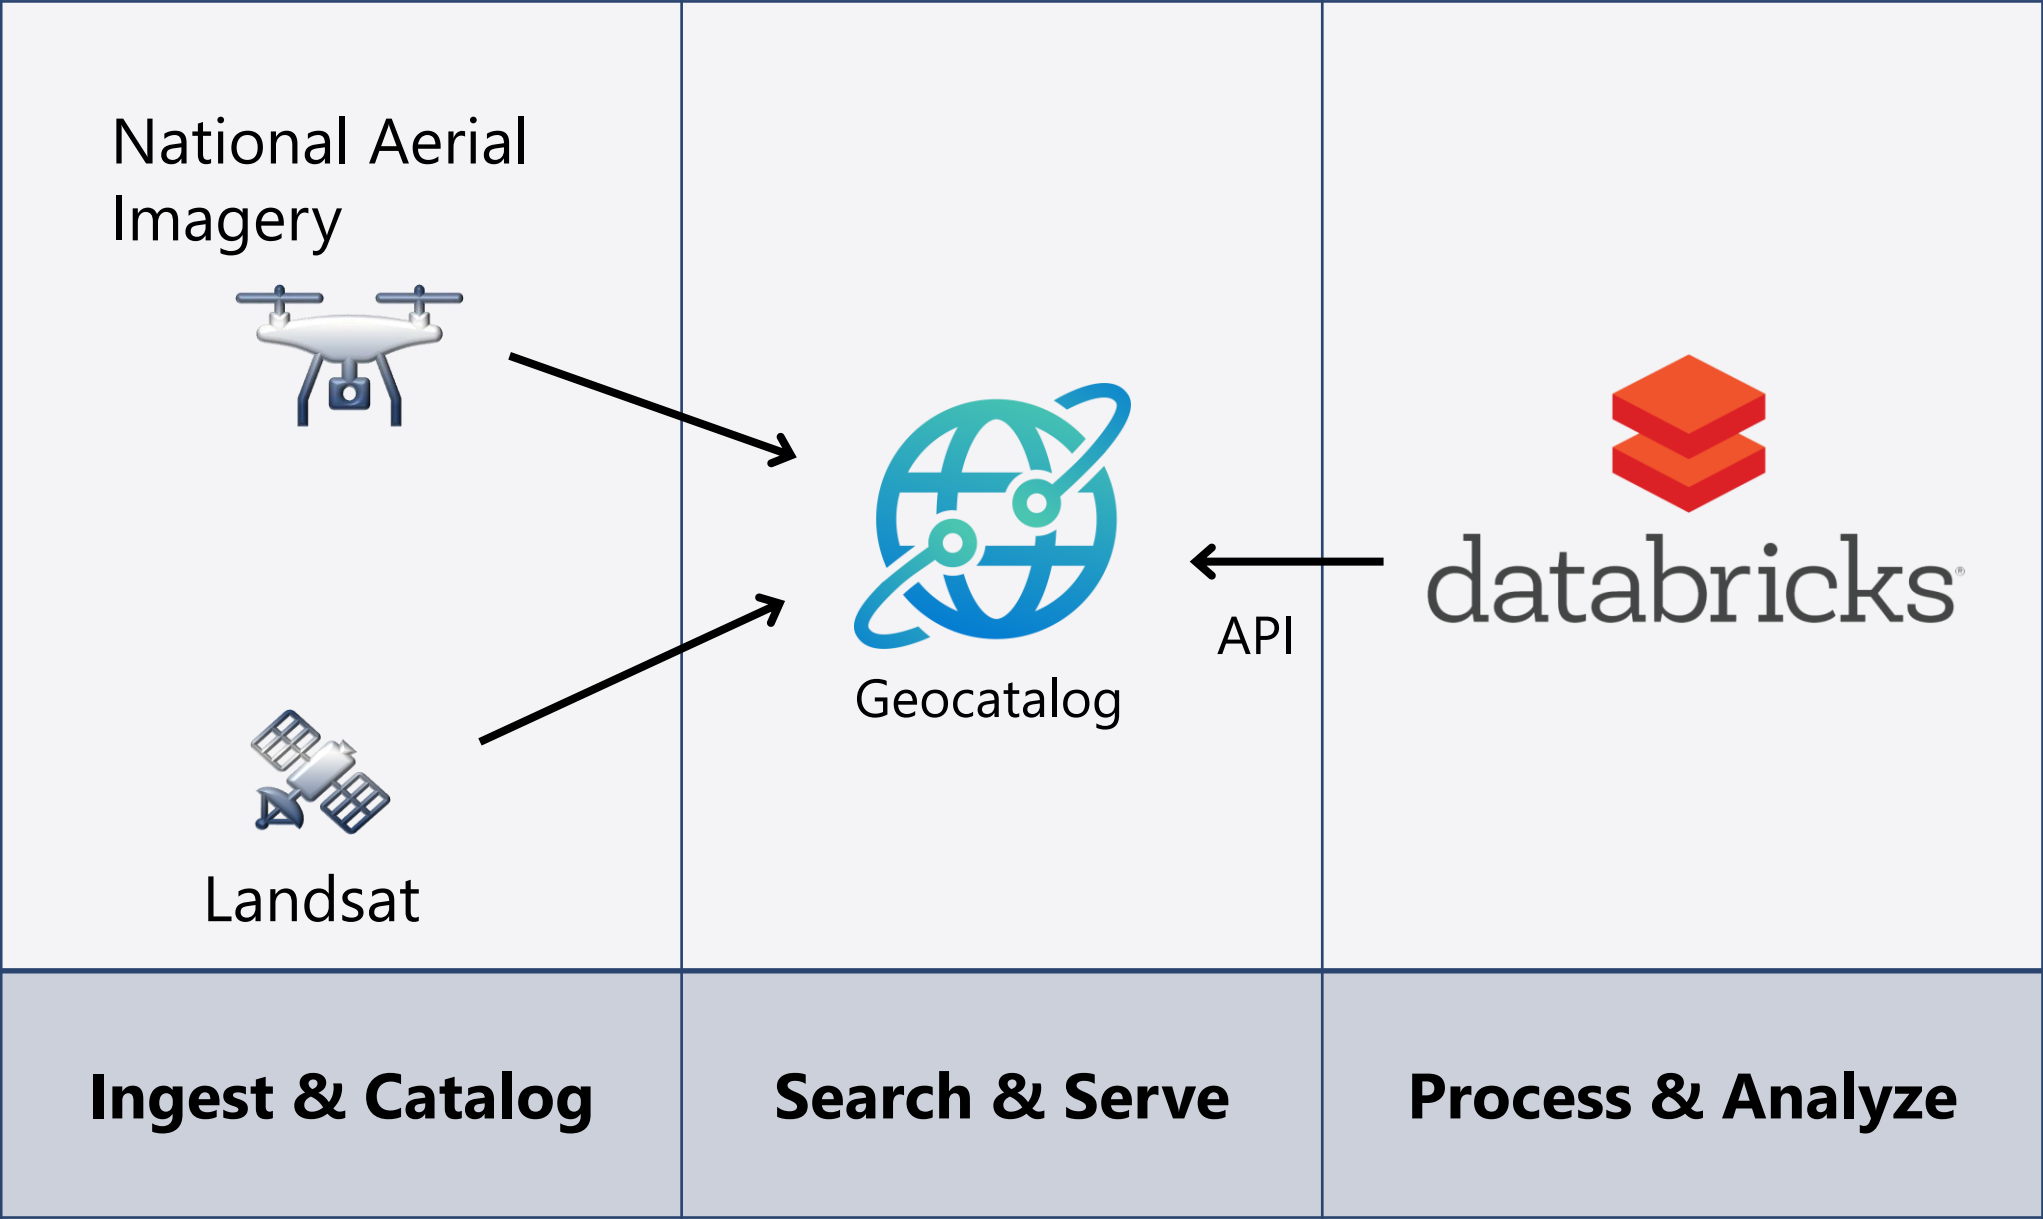 National Aerial
Imagery
Landsat
Geocatalog
API
databricks®
Ingest & Catalog
Search & Serve
Process & Analyze